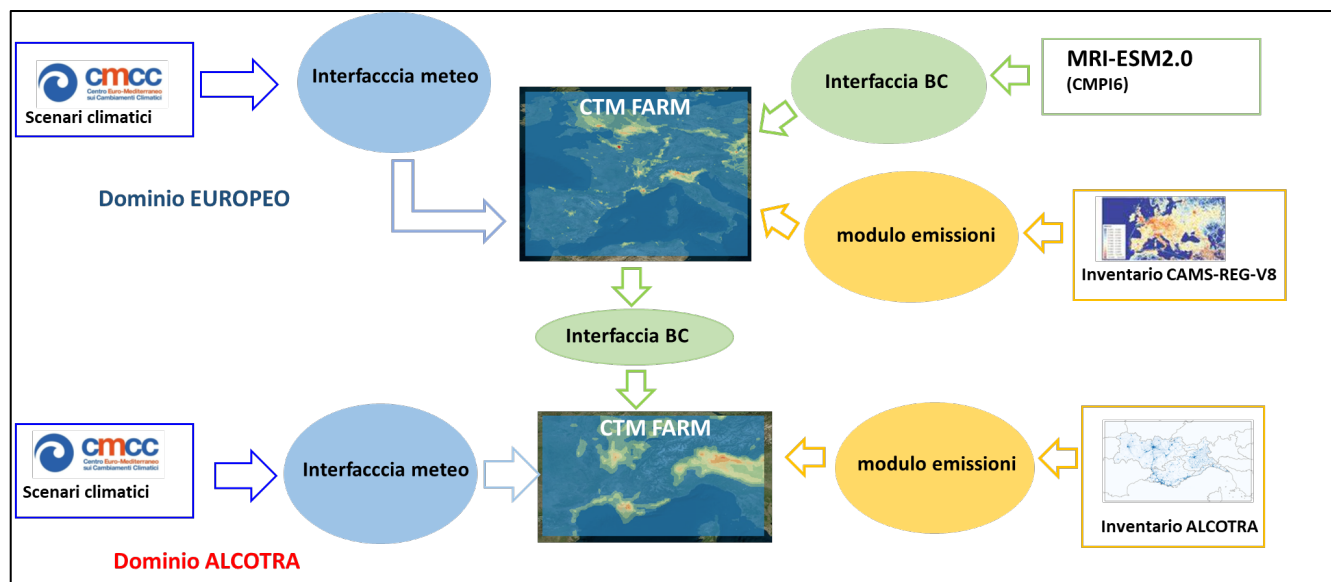 cmcc
Centro Euro-Mediterraneo
sui Cambiamenti Climatici
Scenari climatici
Interfacccia meteo
CTM FARM
Interfaccia BC
MRI-ESM2.0
(CMPI6)
Dominio EUROPEO
modulo emissioni
Inventario CAMS-REG-V8
Interfaccia BC
cmcc
Centro Euro-Mediterraneo
sui Cambiamenti Climatici
Scenari climatici
Interfacccia meteo
CTM FARM
modulo emissioni
Inventario ALCOTRA
Dominio ALCOTRA